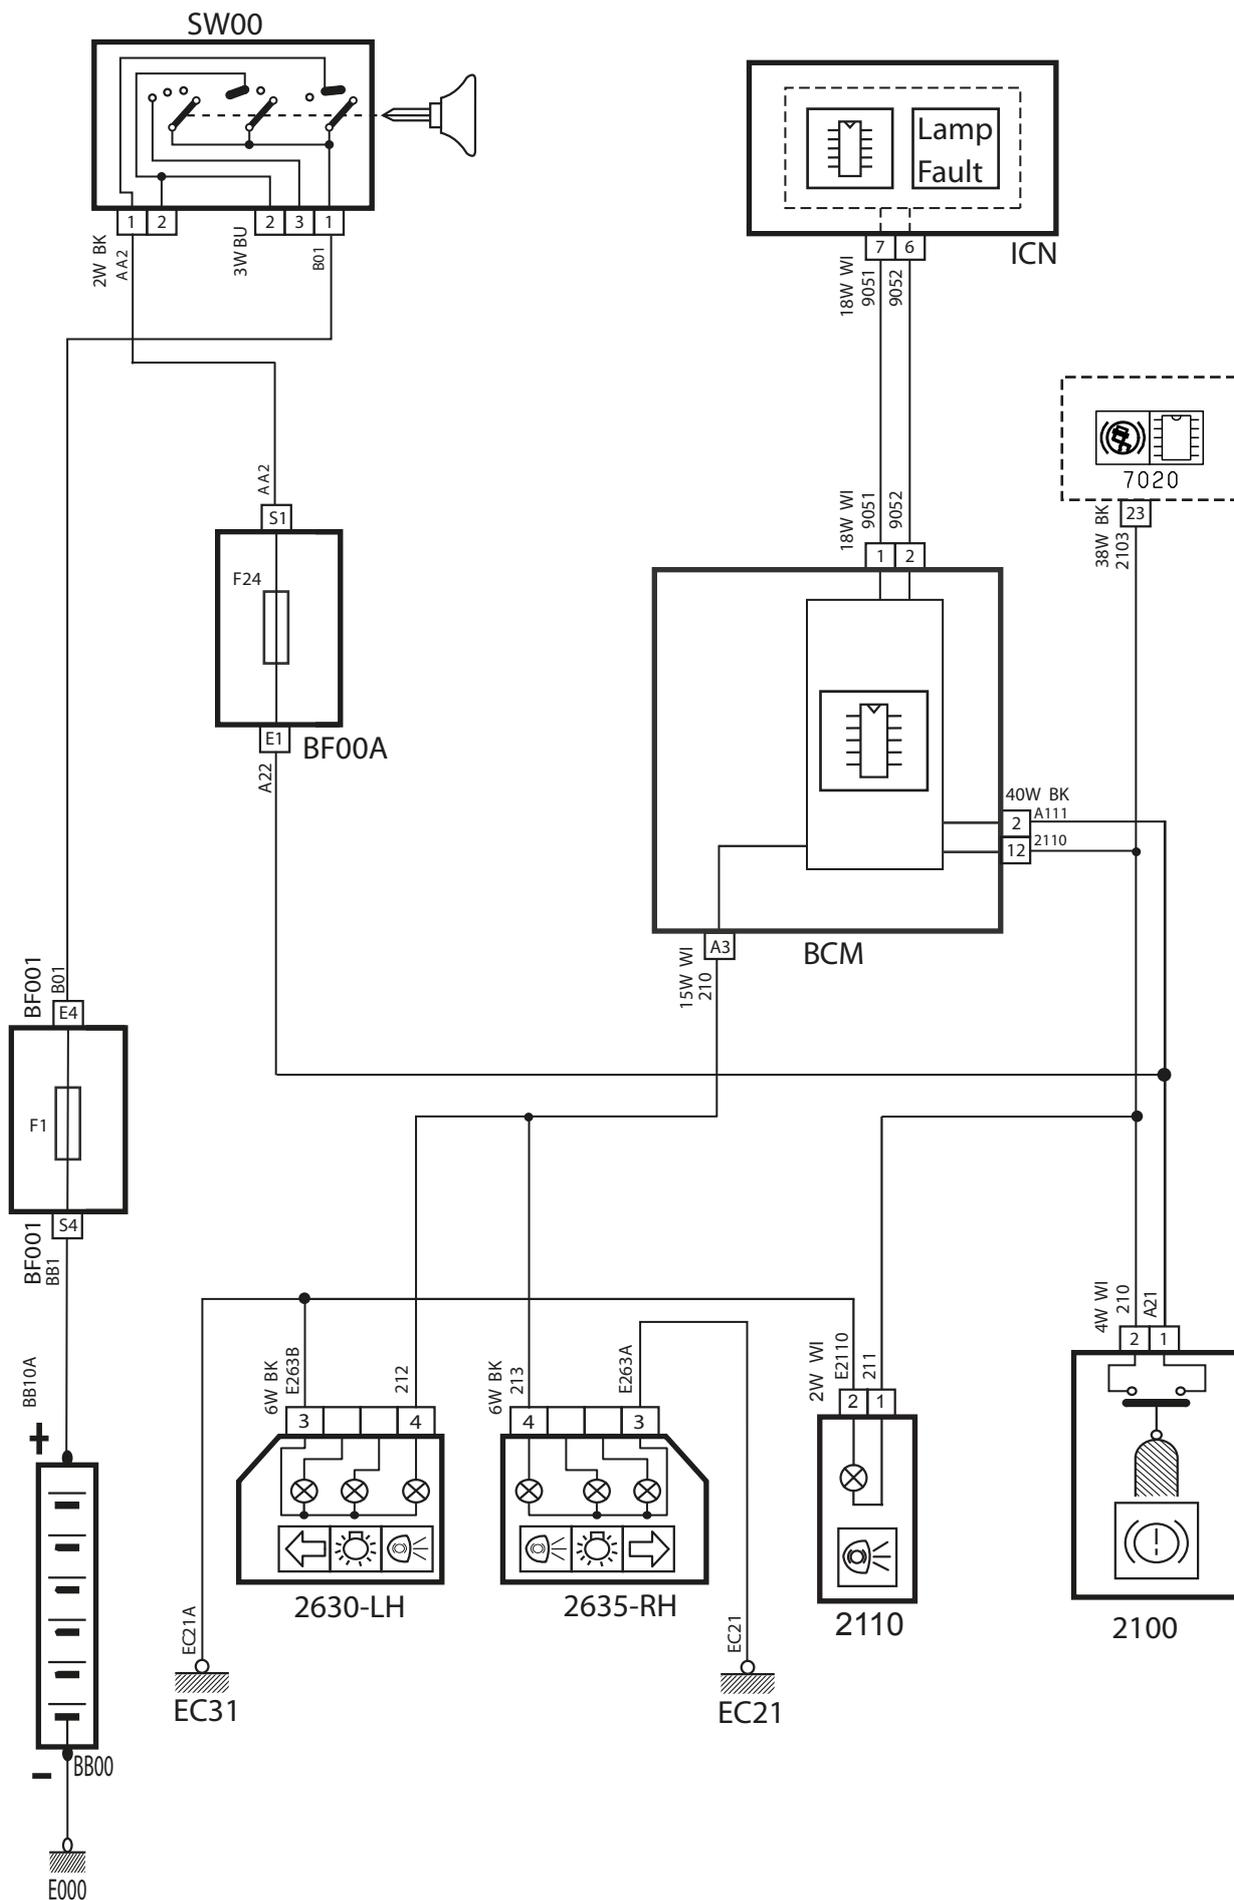 SW00
1 2 2 3 1
2W BK
AA2
3W BU
B01
Lamp
Fault
7 6
ICN
18W WI
9051
9052
7020
23
38W BK
2103
AA2
S1
F24
E1
BF00A
A22
18W WI
9051
9052
1 2
40W BK
2
A111
12
2110
A3
BCM
15W WI
210
BF001
B01
E4
F1
S4
BF001
BB1
BB10A
+
BB00
–
E000
6W BK
E263B
212
3 4
2630-LH
6W BK
213
E263A
4 3
2635-RH
2W WI
E2110
211
2 1
2110
4W WI
210
A21
2 1
2100
EC21A
EC31
EC21
EC21